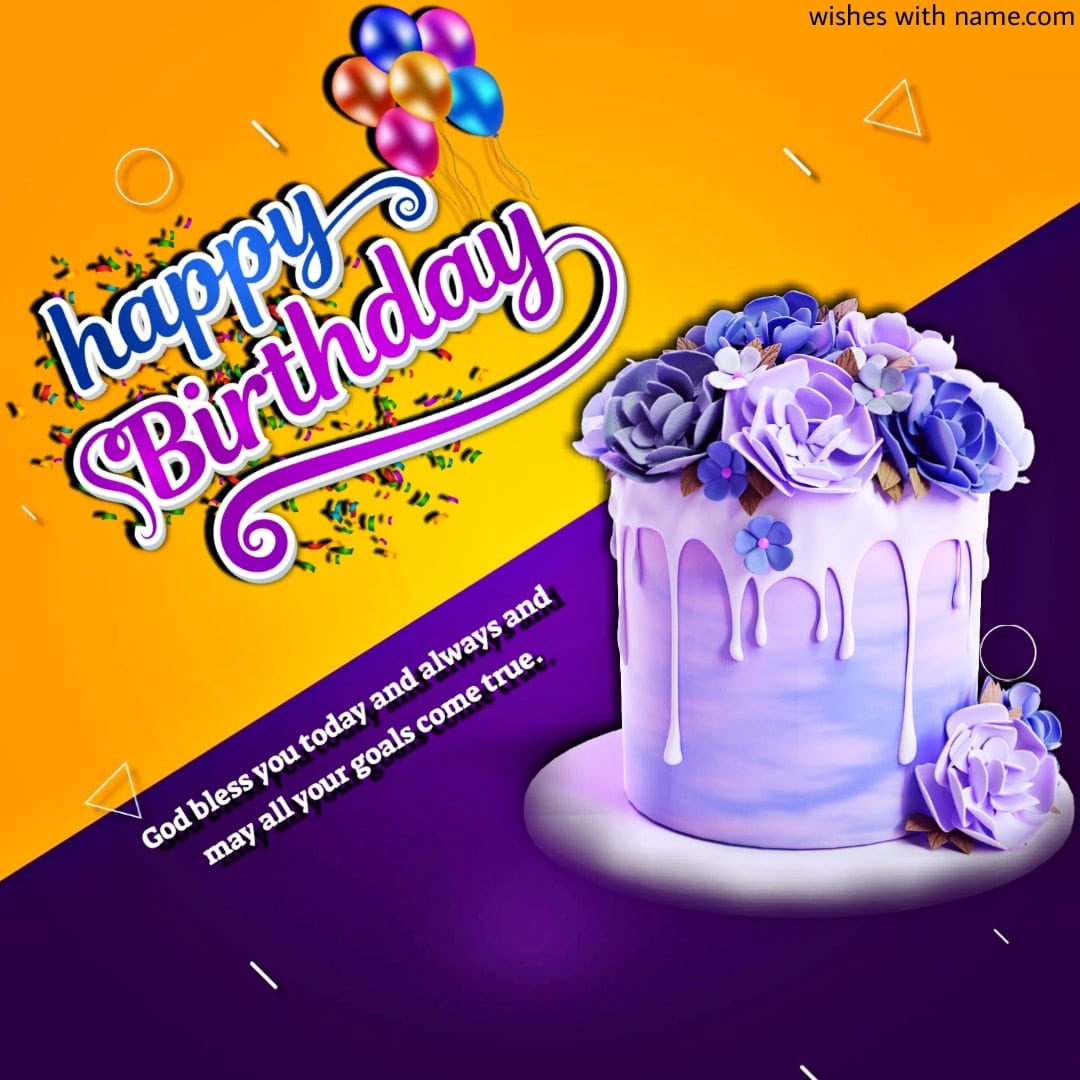 wishes with name.com
happy
Birthday
God bless you today and always and
may all your goals come true.